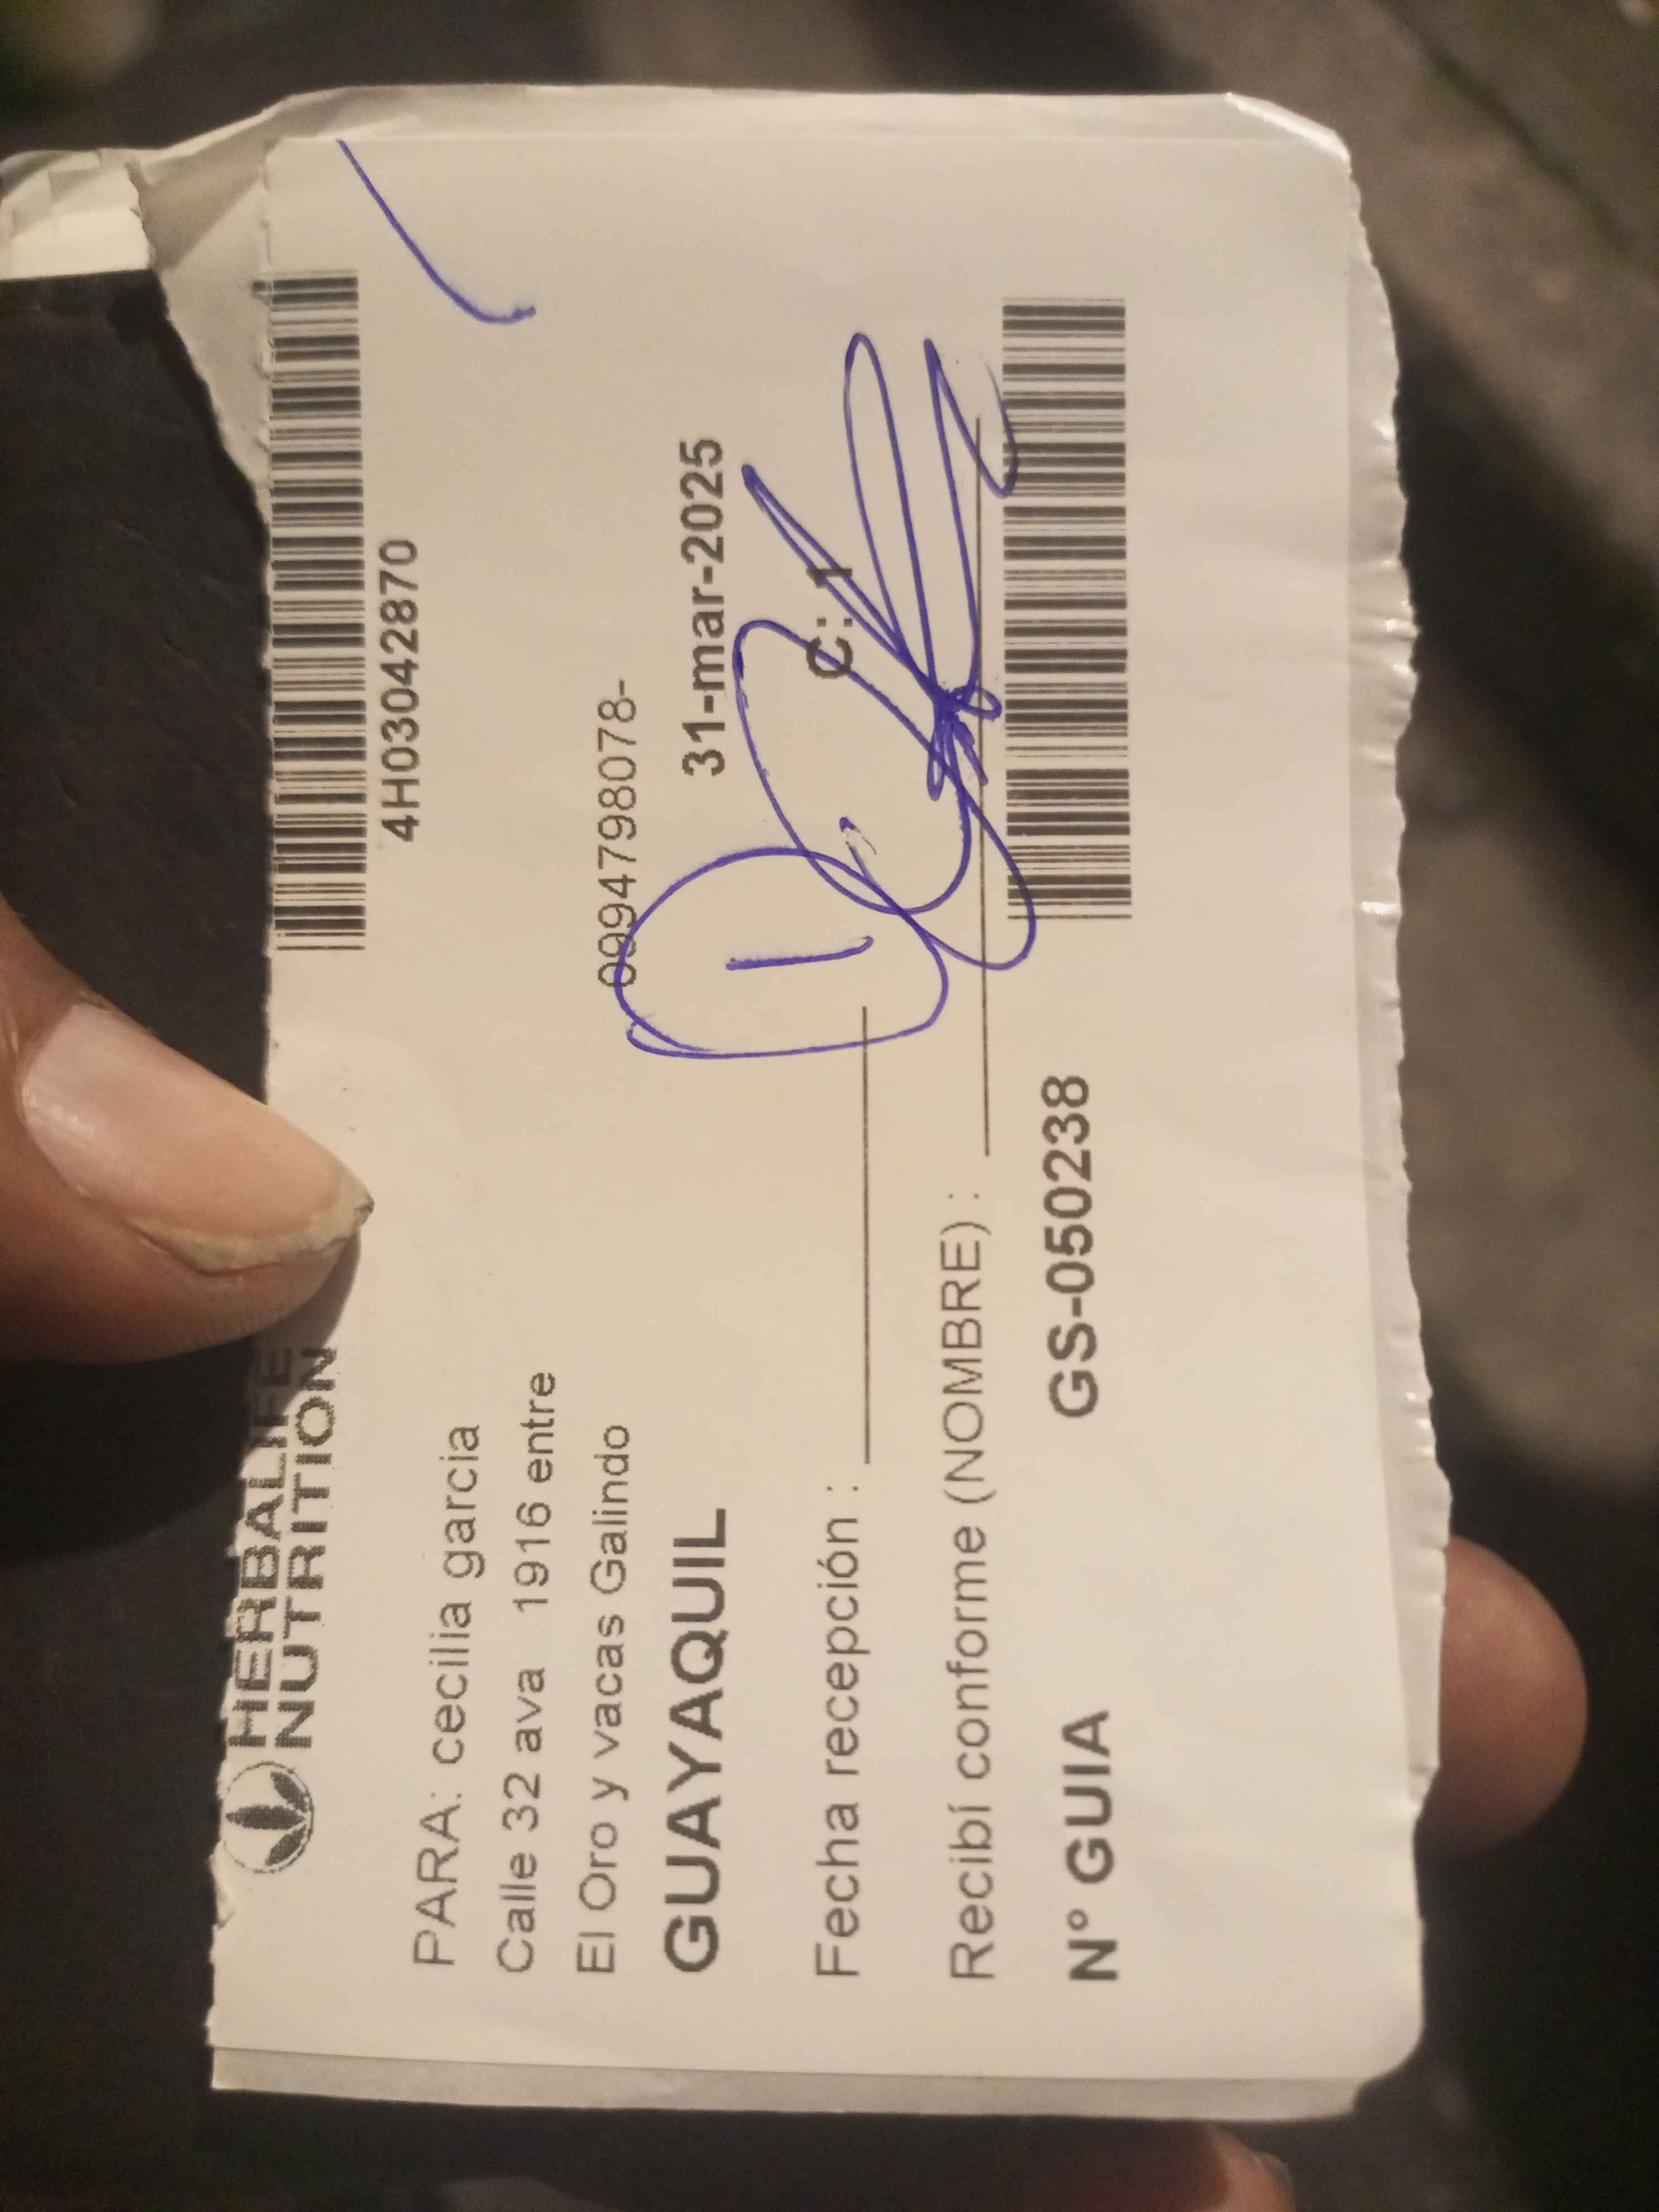 HERBALIFE
NUTRITION
4H03042870
PARA: cecilia garcia
Calle 32 ava 1916 entre
El Oro y vacas Galindo
0994798078-
GUAYAQUIL
31-mar-2025
Fecha recepción :
C: 1
Recibí conforme (NOMBRE) :
N° GUIA GS-050238